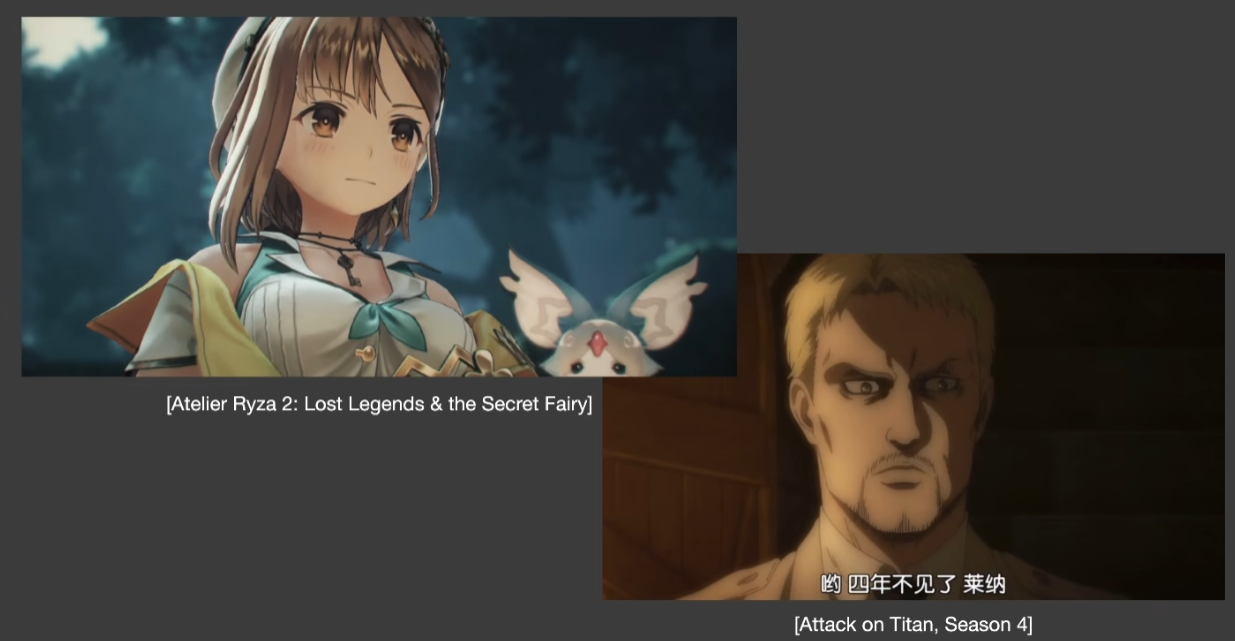 [Atelier Ryza 2: Lost Legends & the Secret Fairy]
哟 四年不见了 莱纳
[Attack on Titan, Season 4]